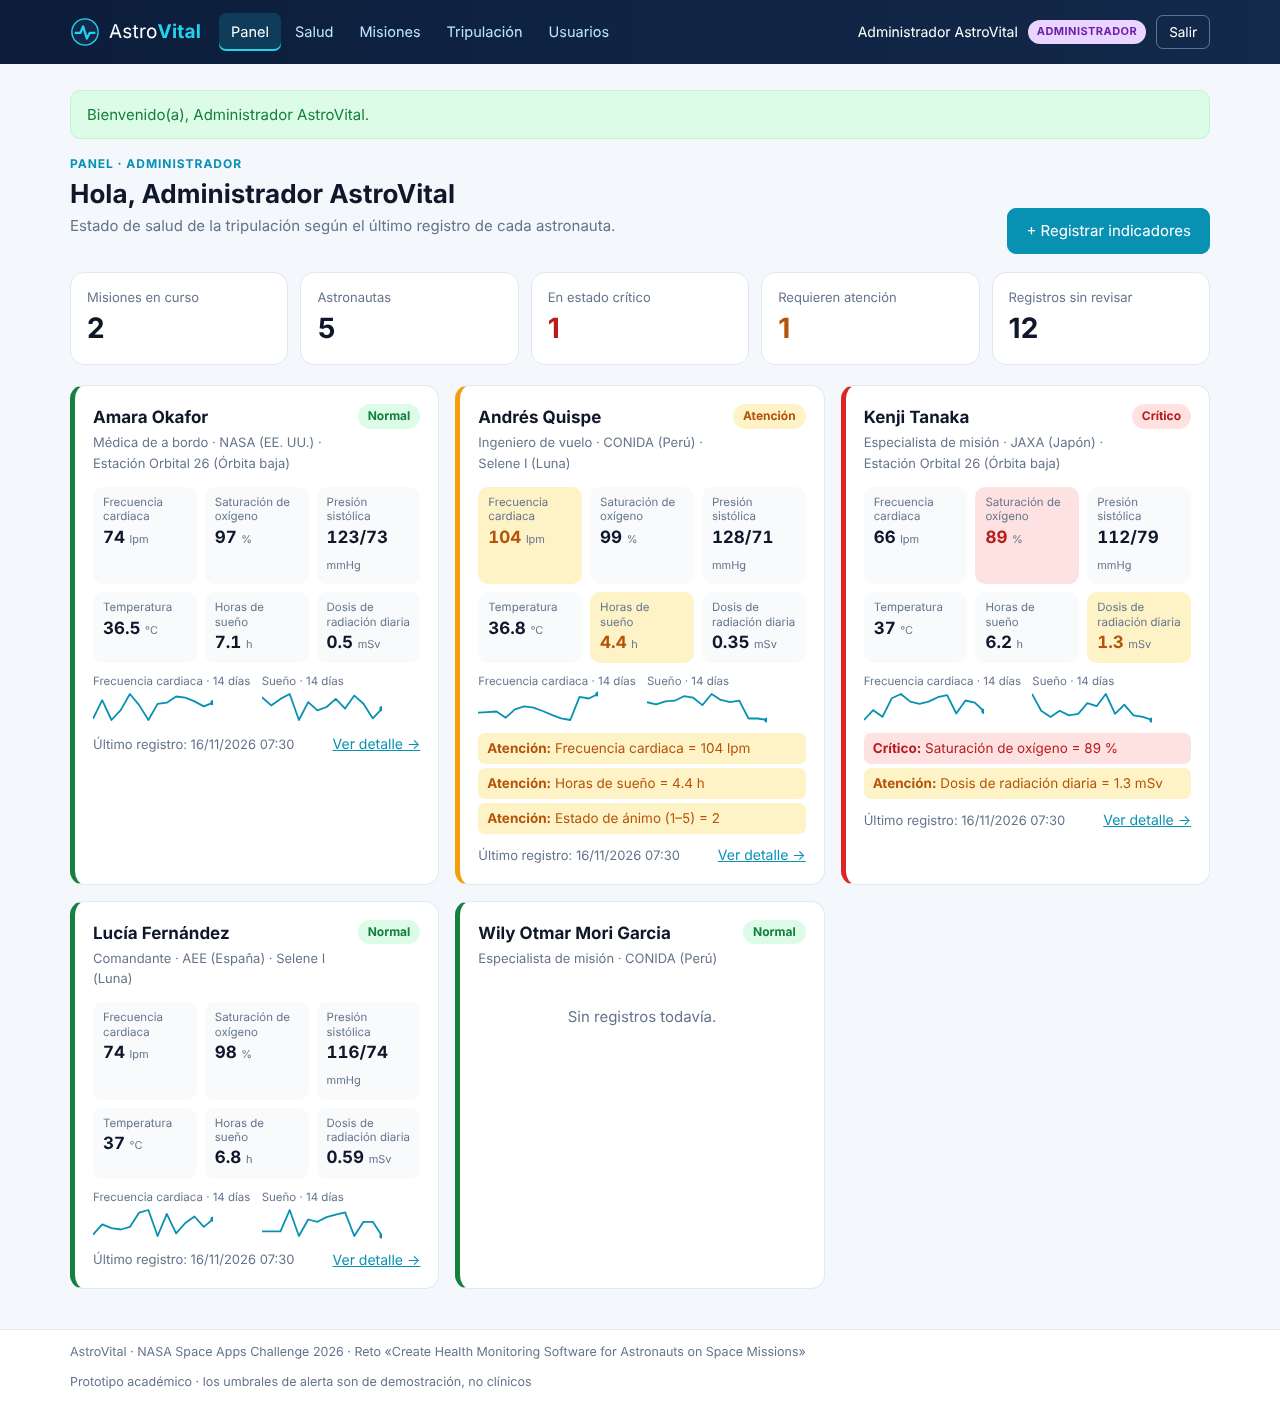 AstroVital
Panel
Salud
Misiones
Tripulación
Usuarios
Administrador AstroVital
ADMINISTRADOR
Salir
Bienvenido(a), Administrador AstroVital.
PANEL · ADMINISTRADOR
Hola, Administrador AstroVital
Estado de salud de la tripulación según el último registro de cada astronauta.
+ Registrar indicadores
Misiones en curso
2
Astronautas
5
En estado crítico
1
Requieren atención
1
Registros sin revisar
12
Amara Okafor
Normal
Médica de a bordo · NASA (EE. UU.) ·
Estación Orbital 26 (Órbita baja)
Frecuencia
cardiaca
74 lpm
Saturación de
oxígeno
97 %
Presión
sistólica
123/73
mmHg
Temperatura
36.5 °C
Horas de
sueño
7.1 h
Dosis de
radiación diaria
0.5 mSv
Frecuencia cardiaca · 14 días
Sueño · 14 días
Último registro: 16/11/2026 07:30
Ver detalle →
Andrés Quispe
Atención
Ingeniero de vuelo · CONIDA (Perú) ·
Selene I (Luna)
Frecuencia
cardiaca
104 lpm
Saturación de
oxígeno
99 %
Presión
sistólica
128/71
mmHg
Temperatura
36.8 °C
Horas de
sueño
4.4 h
Dosis de
radiación diaria
0.35 mSv
Frecuencia cardiaca · 14 días
Sueño · 14 días
Atención: Frecuencia cardiaca = 104 lpm
Atención: Horas de sueño = 4.4 h
Atención: Estado de ánimo (1–5) = 2
Último registro: 16/11/2026 07:30
Ver detalle →
Kenji Tanaka
Crítico
Especialista de misión · JAXA (Japón) ·
Estación Orbital 26 (Órbita baja)
Frecuencia
cardiaca
66 lpm
Saturación de
oxígeno
89 %
Presión
sistólica
112/79
mmHg
Temperatura
37 °C
Horas de
sueño
6.2 h
Dosis de
radiación diaria
1.3 mSv
Frecuencia cardiaca · 14 días
Sueño · 14 días
Crítico: Saturación de oxígeno = 89 %
Atención: Dosis de radiación diaria = 1.3 mSv
Último registro: 16/11/2026 07:30
Ver detalle →
Lucía Fernández
Normal
Comandante · AEE (España) · Selene I
(Luna)
Frecuencia
cardiaca
74 lpm
Saturación de
oxígeno
98 %
Presión
sistólica
116/74
mmHg
Temperatura
37 °C
Horas de
sueño
6.8 h
Dosis de
radiación diaria
0.59 mSv
Frecuencia cardiaca · 14 días
Sueño · 14 días
Último registro: 16/11/2026 07:30
Ver detalle →
Wily Otmar Mori Garcia
Normal
Especialista de misión · CONIDA (Perú)
Sin registros todavía.
AstroVital · NASA Space Apps Challenge 2026 · Reto «Create Health Monitoring Software for Astronauts on Space Missions»
Prototipo académico · los umbrales de alerta son de demostración, no clínicos